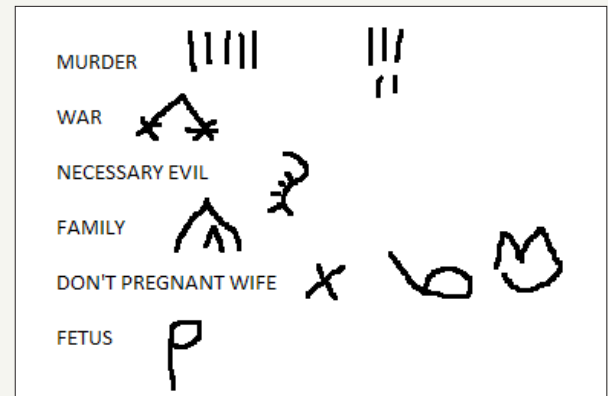 MURDER
WAR
NECESSARY EVIL
FAMILY
DON'T PREGNANT WIFE
FETUS